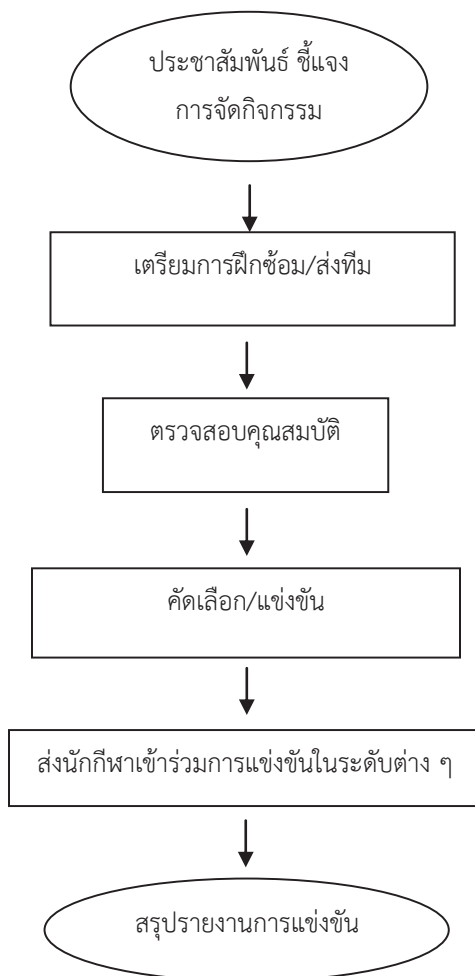 ประชาสัมพันธ์ ชี้แจง
การจัดกิจกรรม
เตรียมการฝึกซ้อม/ส่งทีม
ตรวจสอบคุณสมบัติ
คัดเลือก/แข่งขัน
ส่งนักกีฬาเข้าร่วมการแข่งขันในระดับต่าง ๆ
สรุปรายงานการแข่งขัน